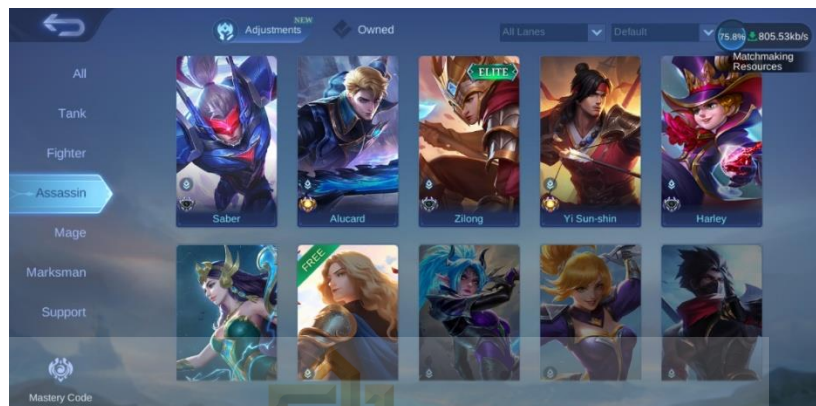 NEW
Adjustments
Owned
All Lanes
Default
75.8%
805.53kb/s
Matchmaking
Resources
All
Tank
Fighter
Assassin
Mage
Marksman
Support
Mastery Code
ELITE
Saber
Alucard
Zilong
Yi Sun-shin
Harley
FREE